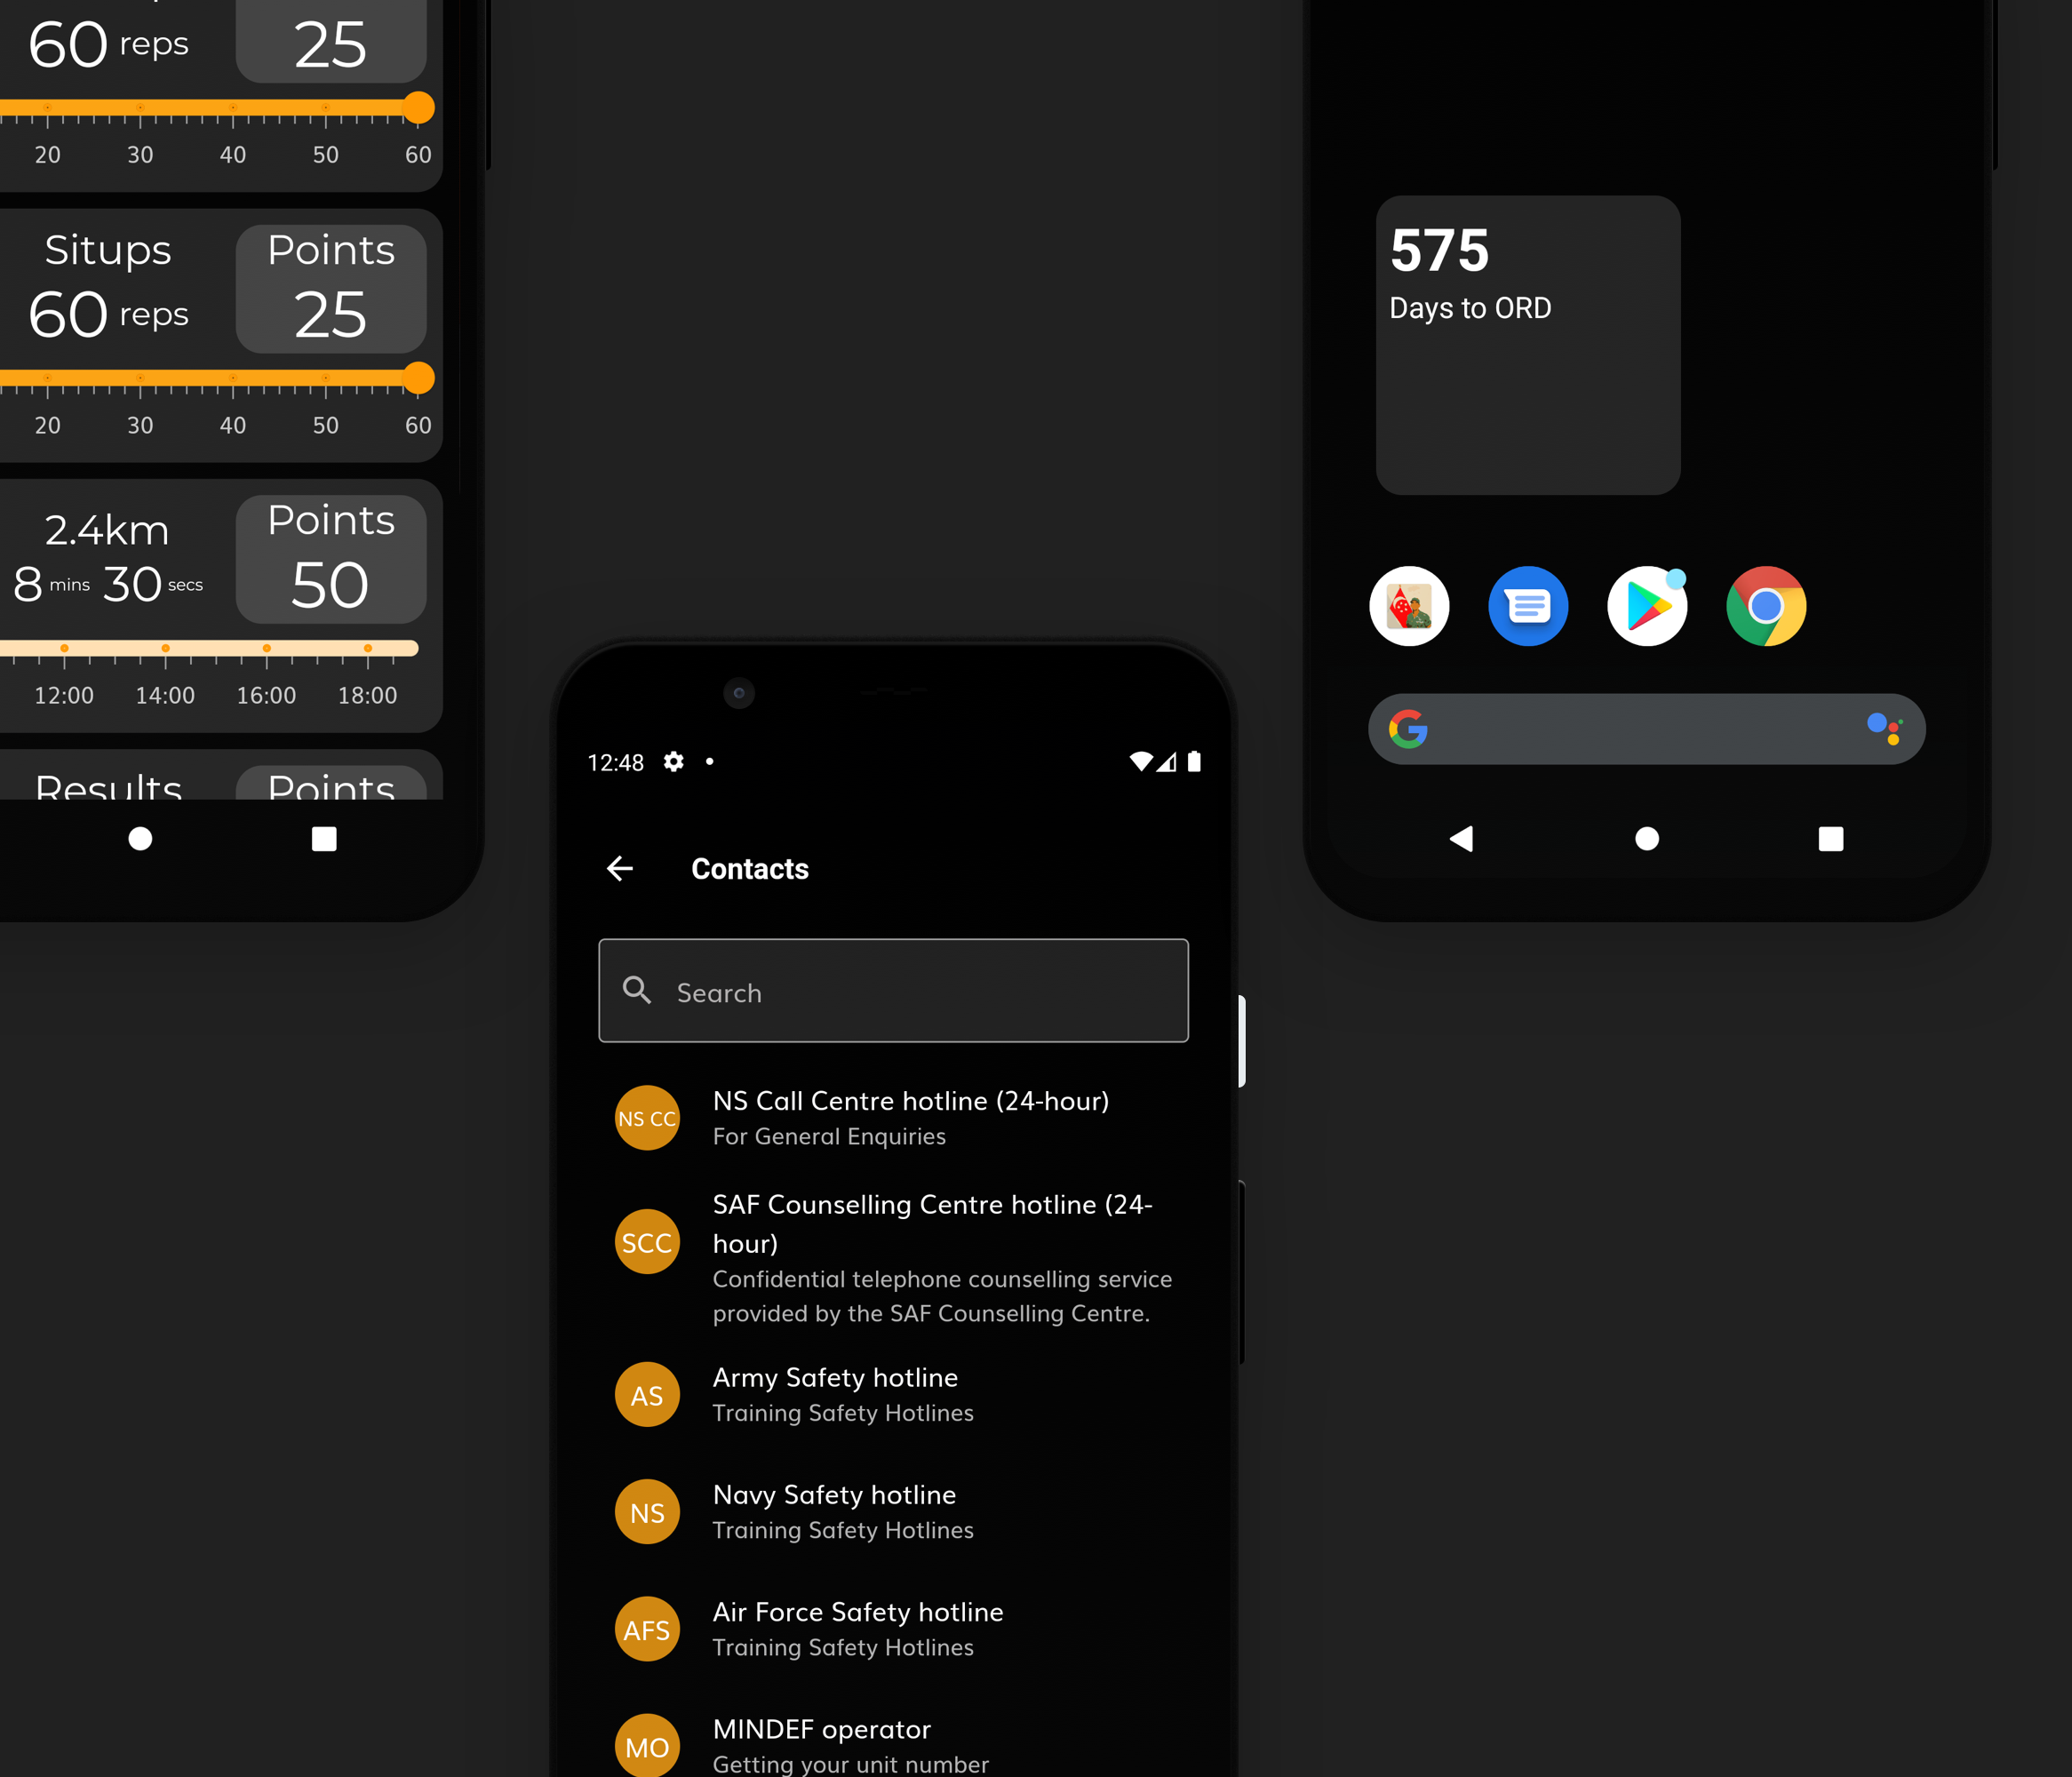 60 reps
25
20 30 40 50 60
Situps
Points
60 reps
25
20 30 40 50 60
2.4km
Points
8 mins 30 secs
50
12:00 14:00 16:00 18:00
Results
Points
12:48
Contacts
Search
NS CC
NS Call Centre hotline (24-hour)
For General Enquiries
SCC
SAF Counselling Centre hotline (24-
hour)
Confidential telephone counselling service
provided by the SAF Counselling Centre.
AS
Army Safety hotline
Training Safety Hotlines
NS
Navy Safety hotline
Training Safety Hotlines
AFS
Air Force Safety hotline
Training Safety Hotlines
MO
MINDEF operator
Getting your unit number
575
Days to ORD